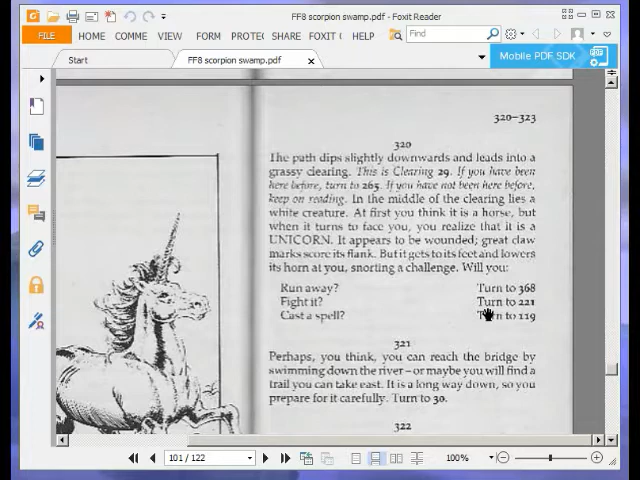 FF8 scorpion swamp.pdf - Foxit Reader
FILE HOME COMME VIEW FORM PROTEC SHARE FOXIT C HELP Find
Start FF8 scorpion swamp.pdf Mobile PDF SDK
320–323
320
The path dips slightly downwards and leads into a
grassy clearing. This is Clearing 29. If you have been
here before, turn to 265. If you have not been here before,
keep on reading. In the middle of the clearing lies a
white creature. At first you think it is a horse, but
when it turns to face you, you realize that it is a
UNICORN. It appears to be wounded; great claw
marks score its flank. But it gets to its feet and lowers
its horn at you, snorting a challenge. Will you:
Run away? Turn to 368
Fight it? Turn to 221
Cast a spell? Turn to 119
321
Perhaps, you think, you can reach the bridge by
swimming down the river – or maybe you will find a
trail you can take east. It is a long way down, so you
prepare for it carefully. Turn to 30.
322
101 / 122 100%